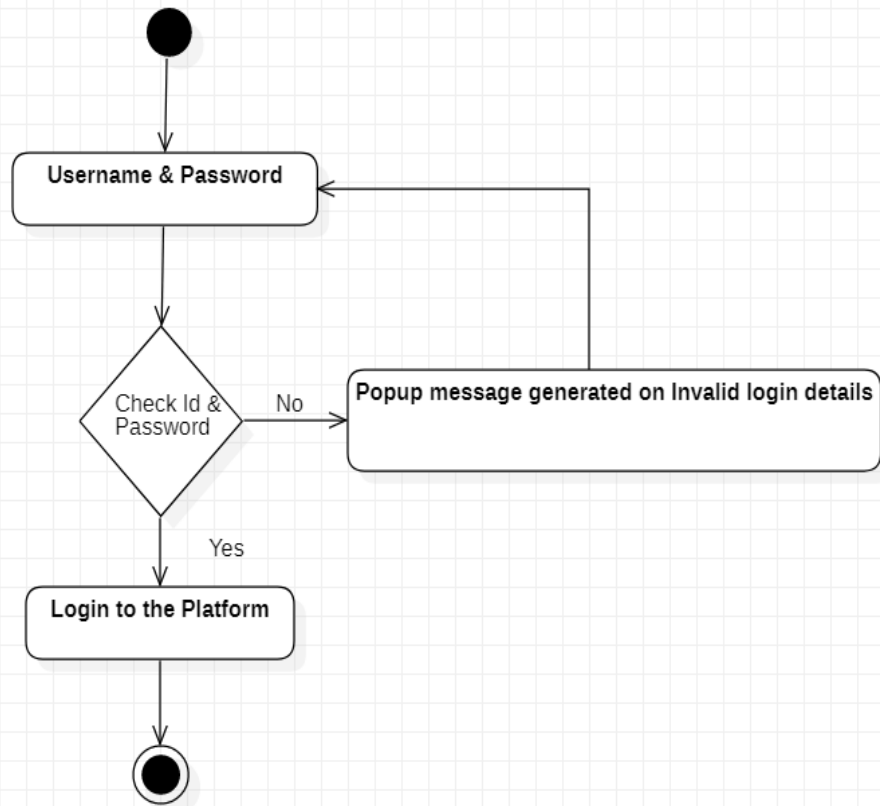 Username & Password
Check Id &
Password
No
Popup message generated on Invalid login details
Yes
Login to the Platform